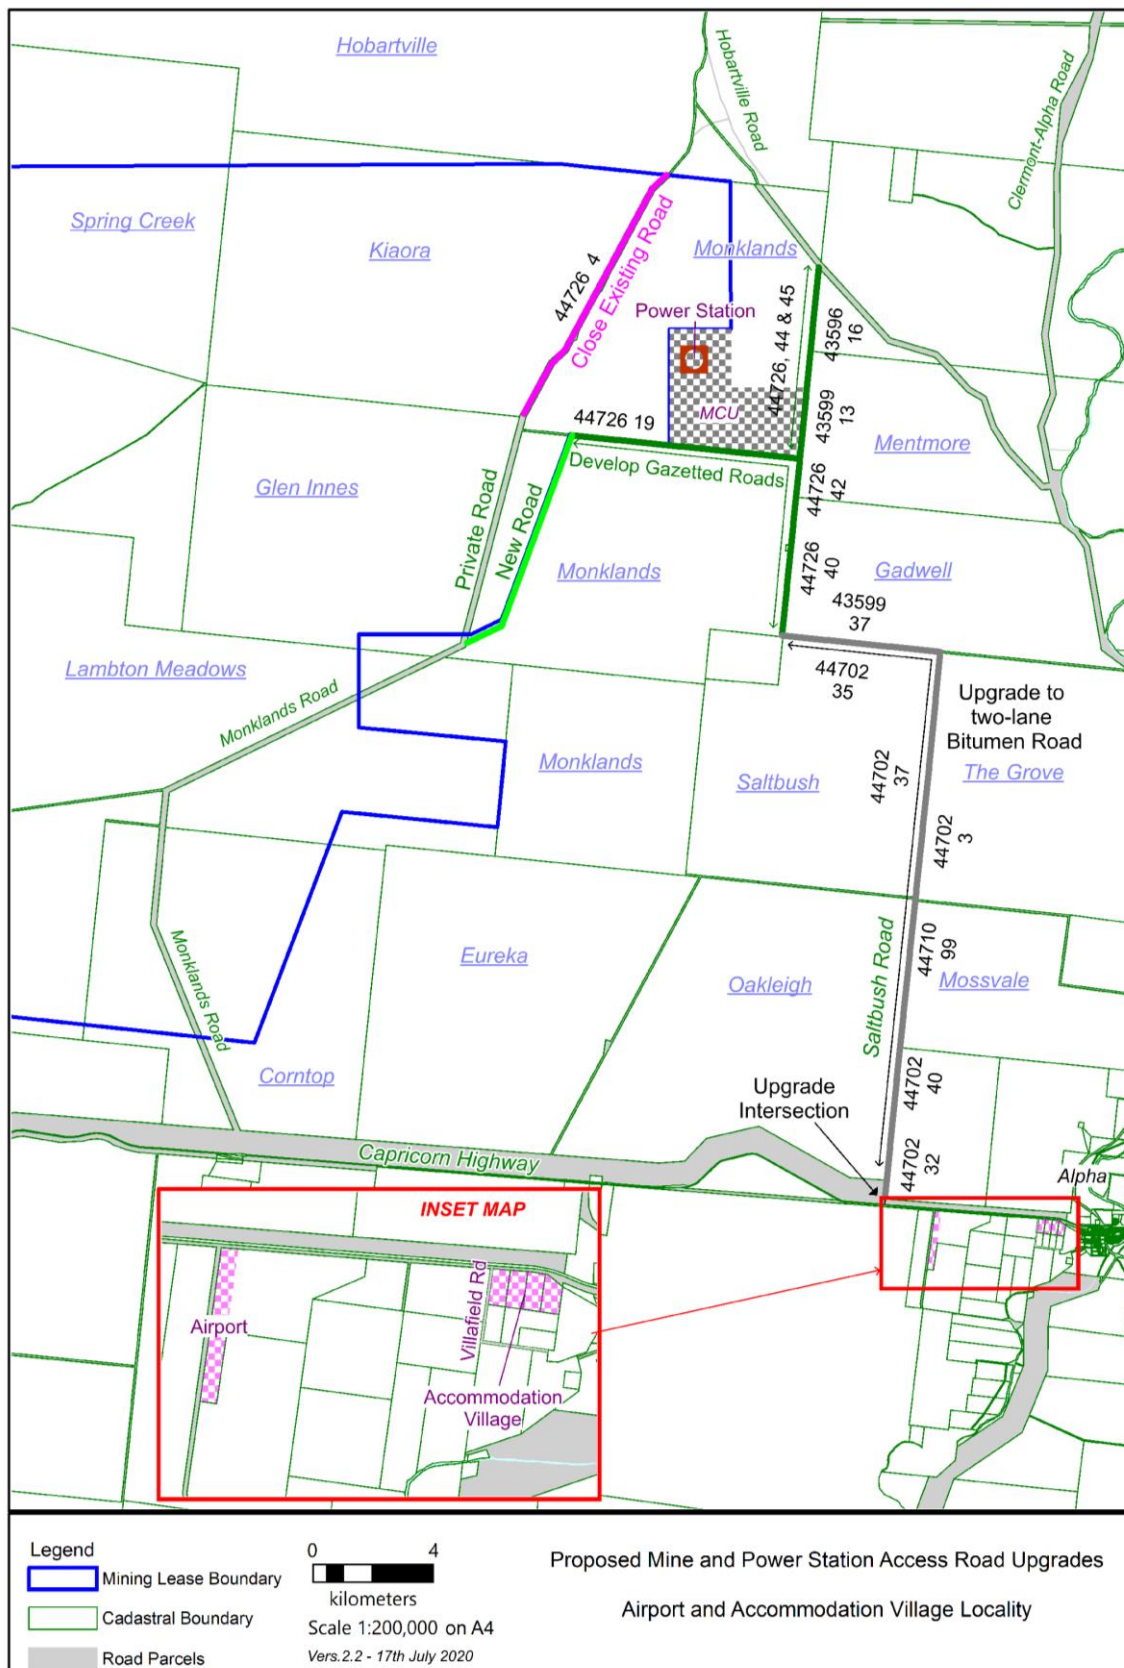 Hobartville
Hobartville Road
Clermont-Alpha Road
Spring Creek
Kiaora
44726 4
Close Existing Road
Monklands
Power Station
44726, 44 & 45
43596
16
MCU
44726 19
43599
13
Mentmore
Develop Gazetted Roads
44726
42
Glen Innes
Private Road
New Road
Monklands
44726
40
Gadwell
43599
37
Lambton Meadows
44702
35
Upgrade to
two-lane
Bitumen Road
Monklands Road
Monklands
Saltbush
44702
37
The Grove
44702
3
Monklands Road
Eureka
Oakleigh
Saltbush Road
44710
99
Mossvale
Corntop
Upgrade
Intersection
44702
40
Capricorn Highway
44702
32
Alpha
INSET MAP
Airport
Villafield Rd
Accommodation
Village
Legend
Mining Lease Boundary
Cadastral Boundary
Road Parcels
0 4
kilometers
Scale 1:200,000 on A4
Vers.2.2 - 17th July 2020
Proposed Mine and Power Station Access Road Upgrades
Airport and Accommodation Village Locality